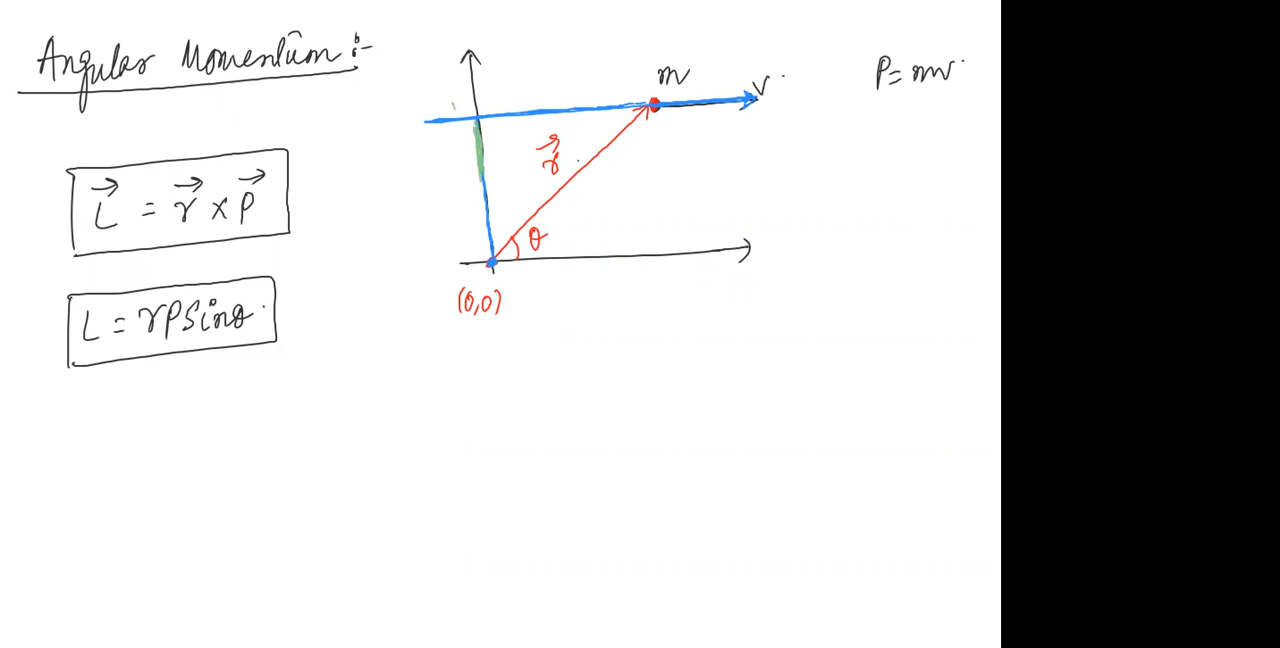 Angular Momentum :-
m
v
P = mv
r⃗
L⃗ = r⃗ × P⃗
θ
(0,0)
L = rPSinθ